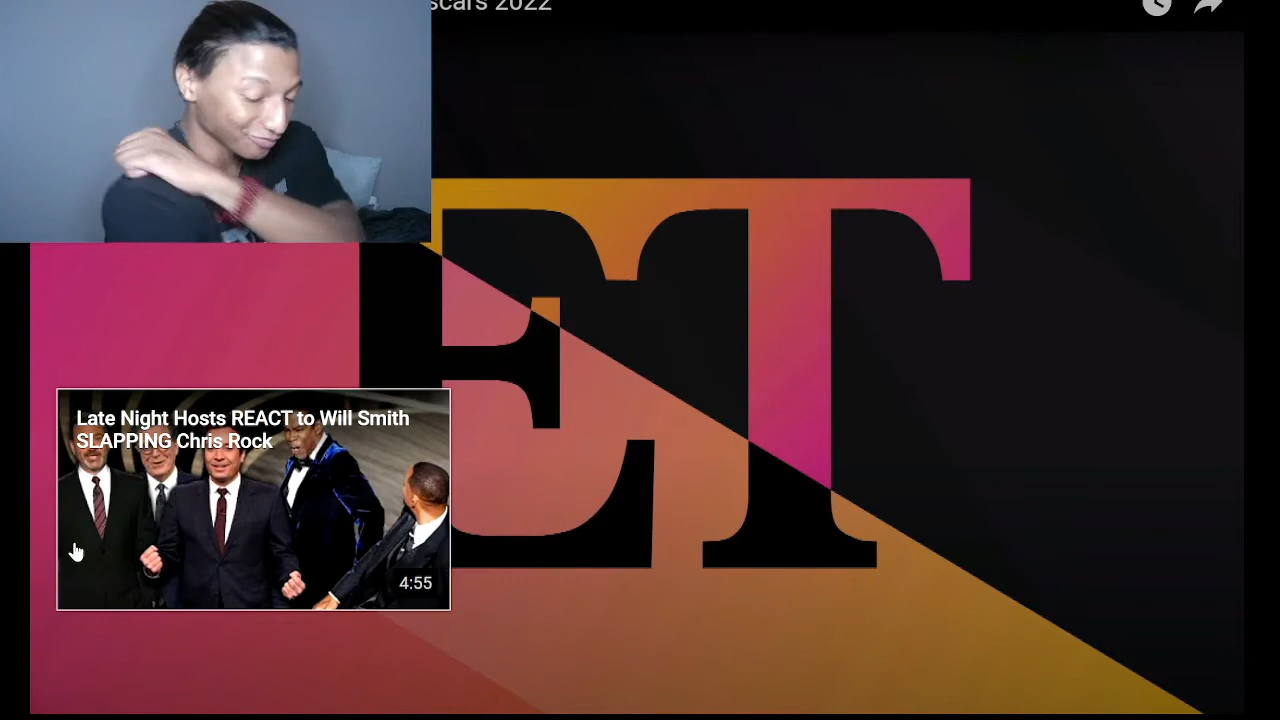 scars 2022
ET
Late Night Hosts REACT to Will Smith
SLAPPING Chris Rock
4:55